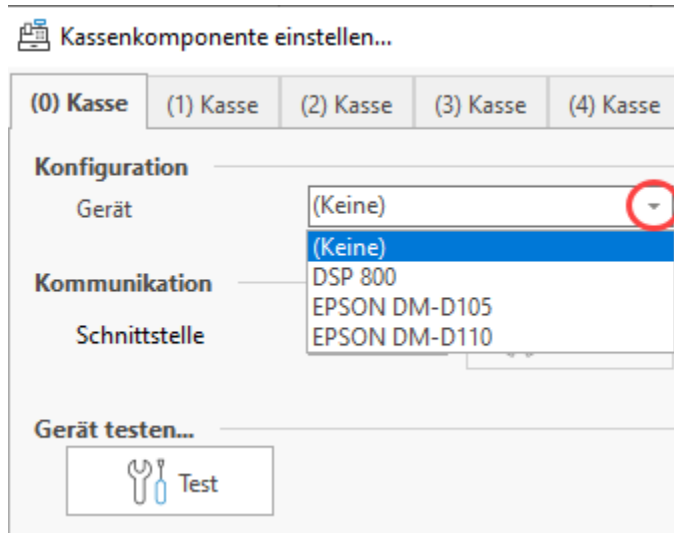 Kassenkomponente einstellen...
(0) Kasse (1) Kasse (2) Kasse (3) Kasse (4) Kasse
Konfiguration
Gerät (Keine)
(Keine)
DSP 800
EPSON DM-D105
EPSON DM-D110
Kommunikation
Schnittstelle
Gerät testen...
Test